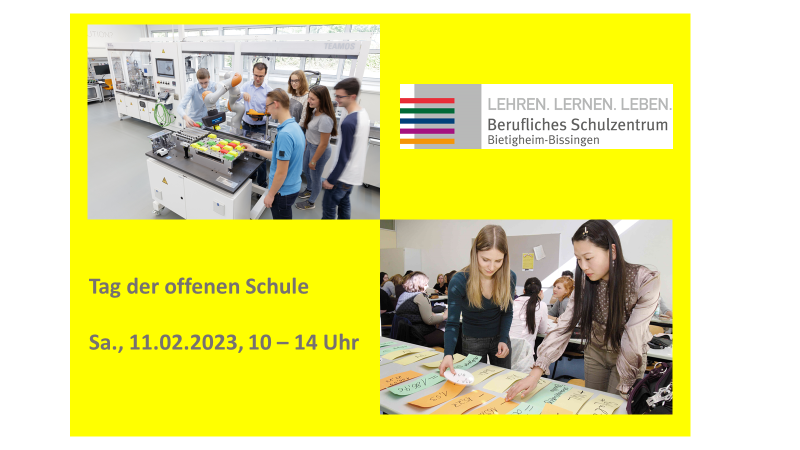 LEHREN. LERNEN. LEBEN.
Berufliches Schulzentrum
Bietigheim-Bissingen
Tag der offenen Schule
Sa., 11.02.2023, 10 – 14 Uhr